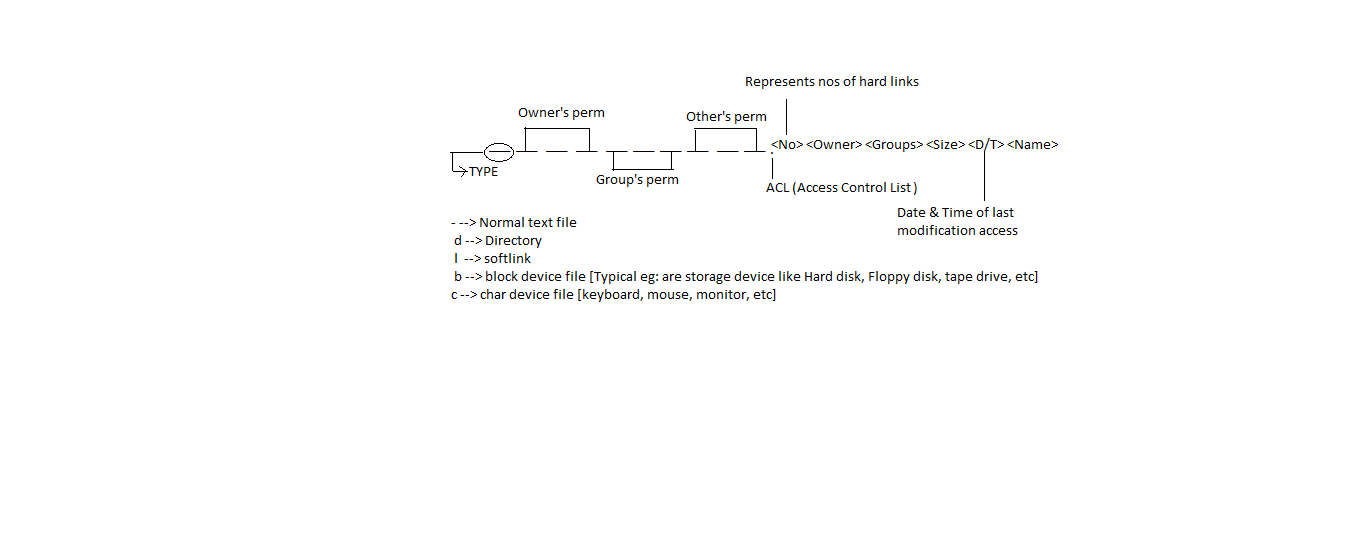 Represents nos of hard links
Owner's perm
Other's perm
<No> <Owner> <Groups> <Size> <D/T> <Name>
TYPE
Group's perm
ACL (Access Control List)
Date & Time of last
modification access
- --> Normal text file
d --> Directory
l --> softlink
b --> block device file [Typical eg: are storage device like Hard disk, Floppy disk, tape drive, etc]
c --> char device file [keyboard, mouse, monitor, etc]